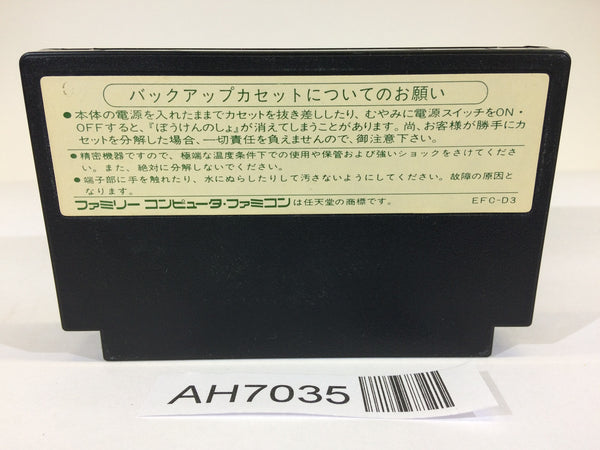 バックアップカセットについてのお願い
●本体の電源を入れたままでカセットを抜き差ししたり、むやみに電源スイッチをON・
OFFすると、『ぼうけんのしょ』が消えてしまうことがあります。尚、お客様が勝手にカ
セットを分解した場合、一切責任を負えませんので、御注意下さい。
●精密機器ですので、極端な温度条件下での使用や保管および強いショックをさけてくださ
い。また、絶対に分解しないでください。
●端子部に手を触れたり、水にぬらしたりして汚さないようにしてください。故障の原因と
なります。
ファミリーコンピュータ・ファミコンは任天堂の商標です。 EFC-D3
AH7035